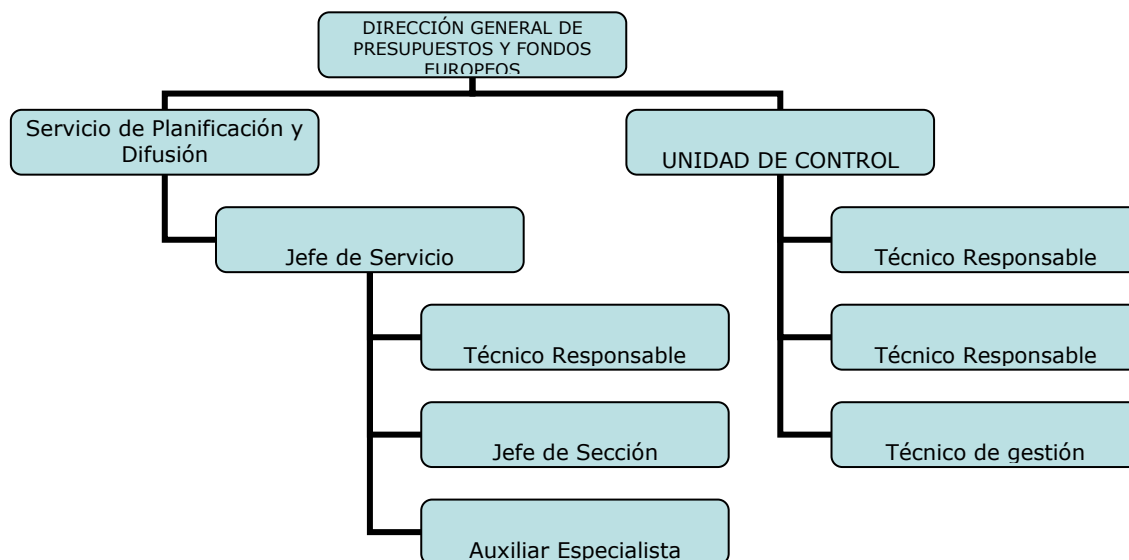 DIRECCIÓN GENERAL DE
PRESUPUESTOS Y FONDOS
EUROPEOS
Servicio de Planificación y
Difusión
UNIDAD DE CONTROL
Jefe de Servicio
Técnico Responsable
Técnico Responsable
Técnico Responsable
Jefe de Sección
Técnico de gestión
Auxiliar Especialista